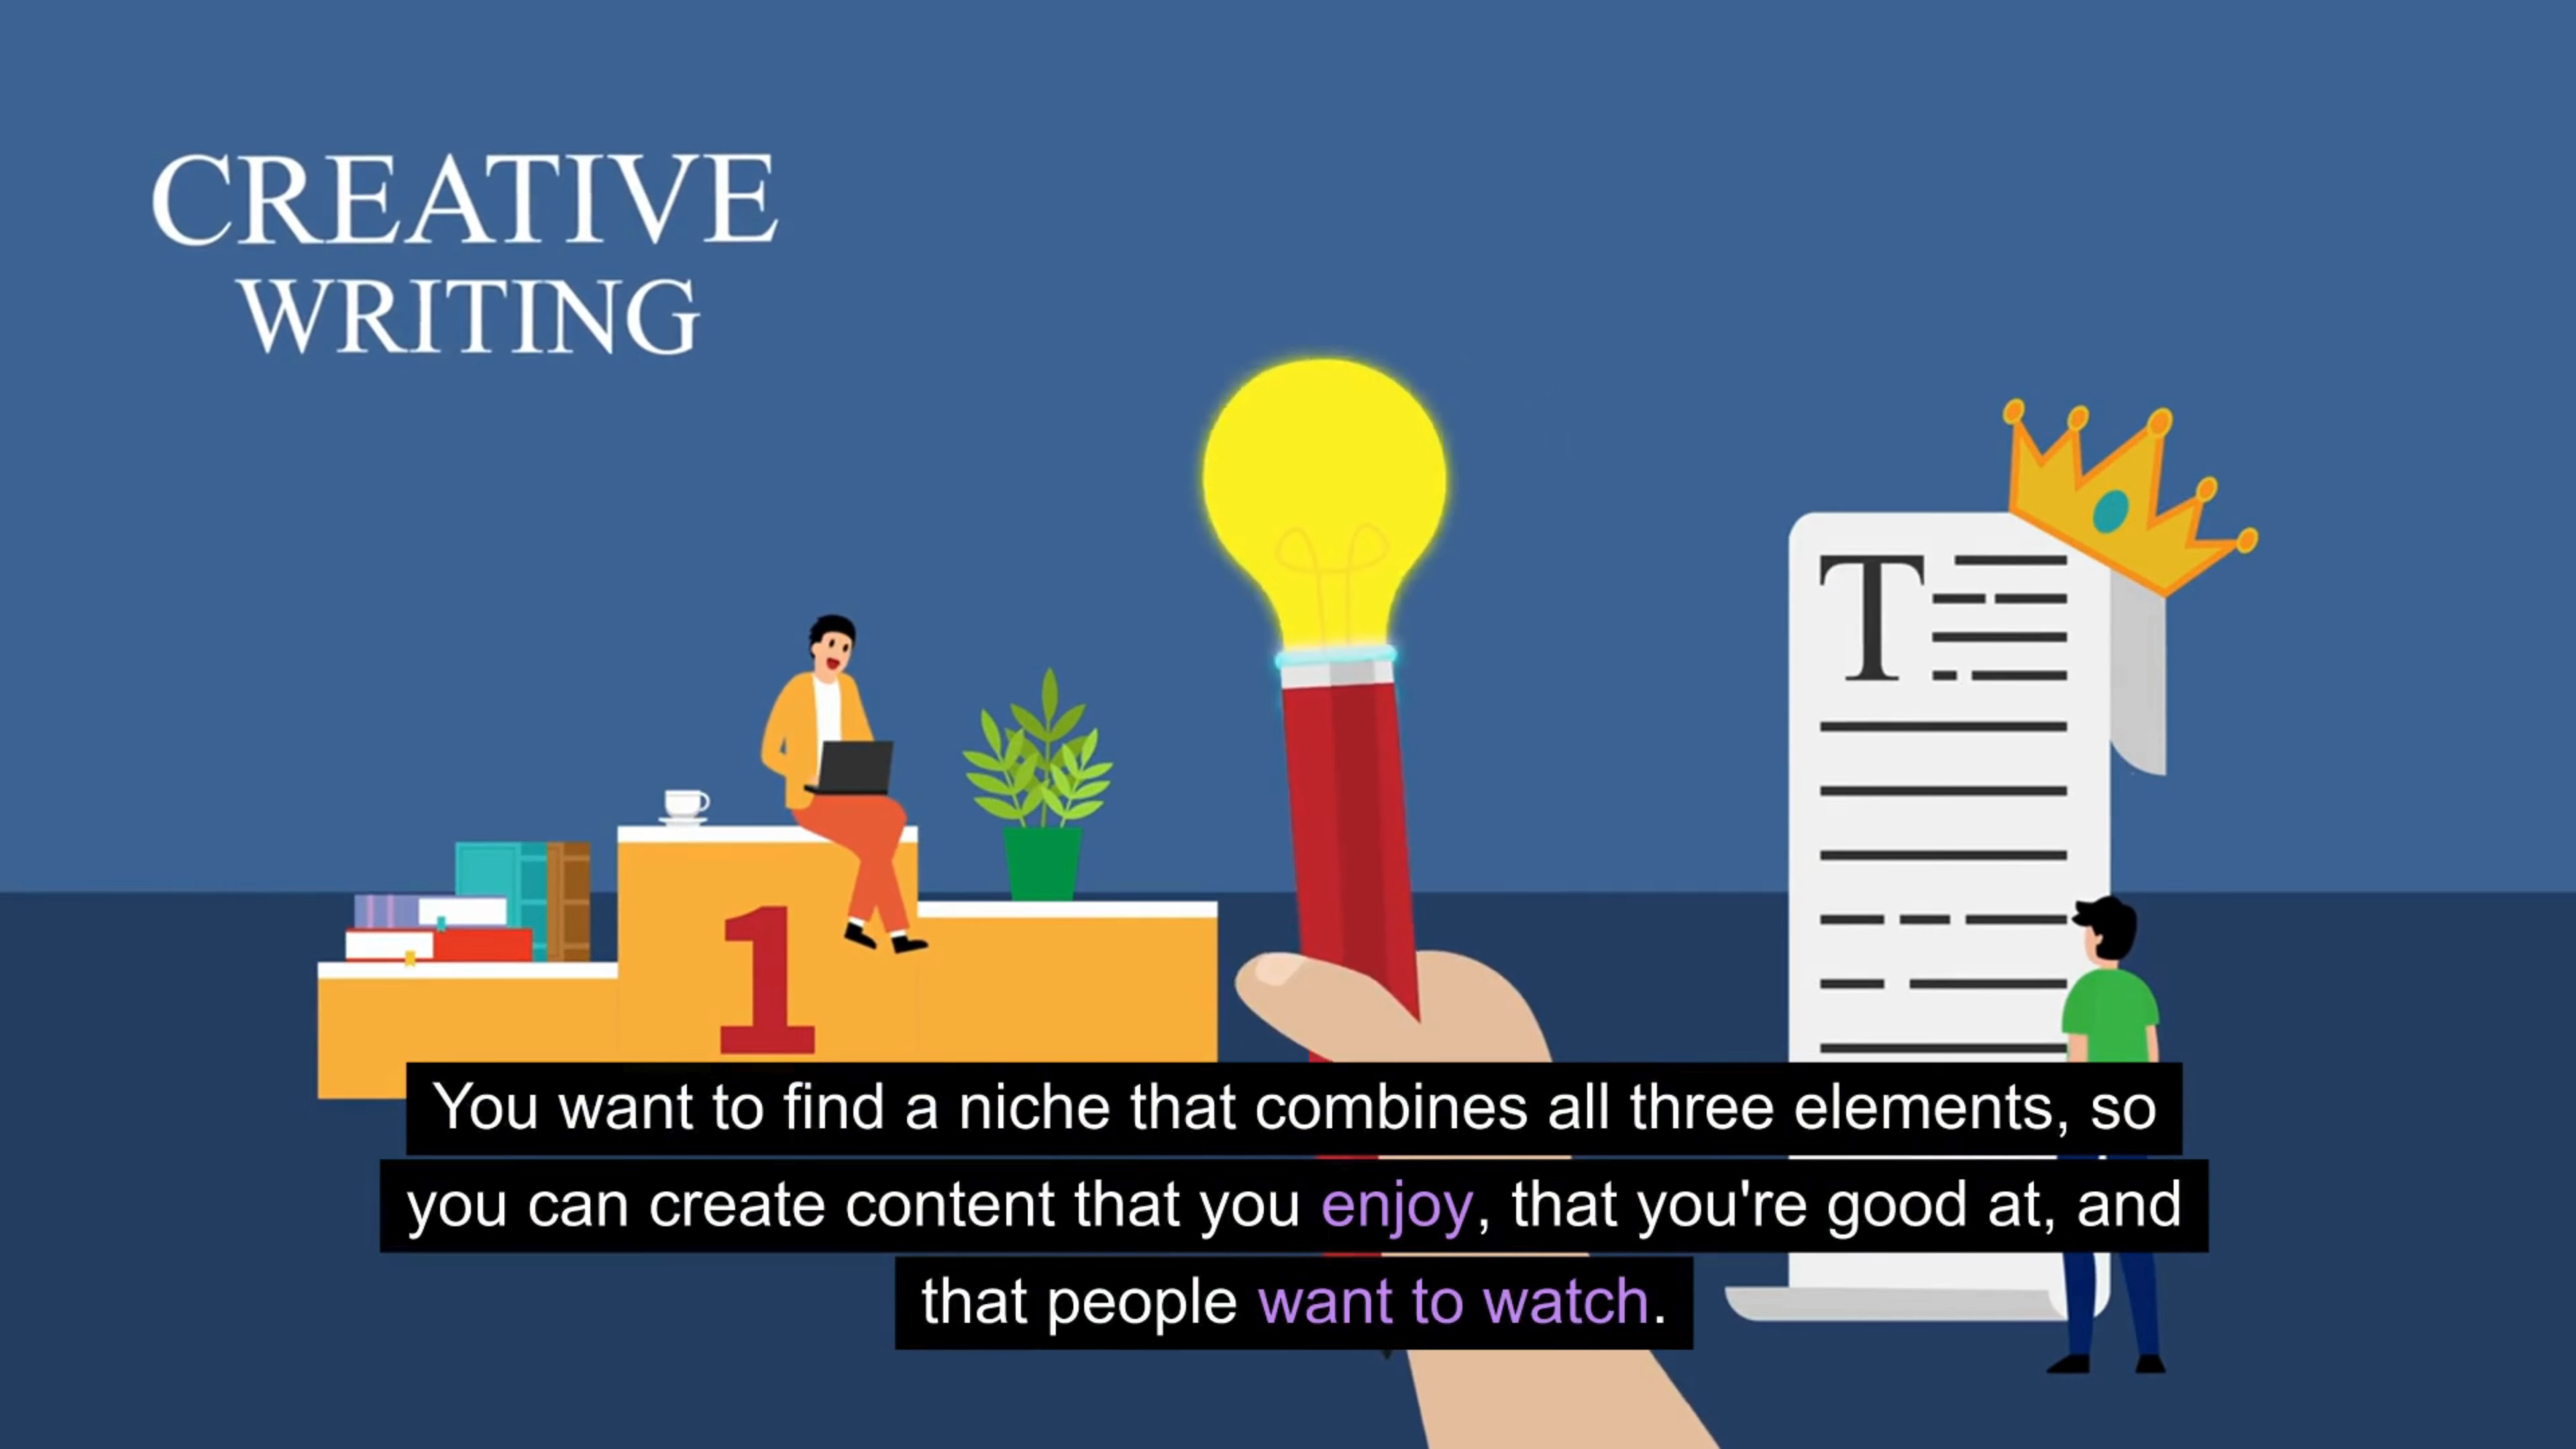 CREATIVE
WRITING
T
1
You want to find a niche that combines all three elements, so
you can create content that you enjoy, that you're good at, and
that people want to watch.